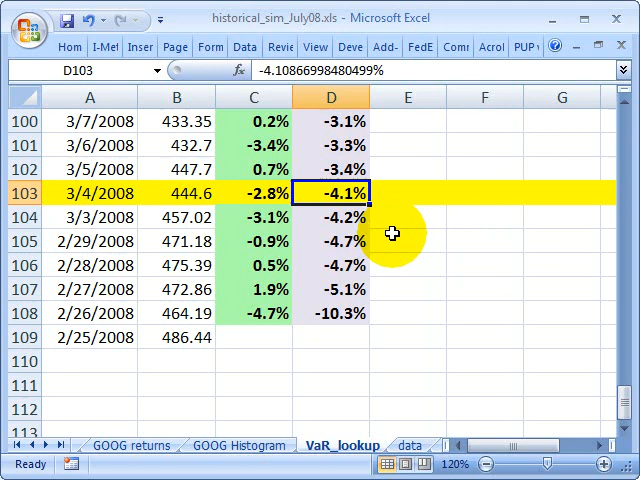 historical_sim_July08.xls - Microsoft Excel
Hom I-Met Inser Page Form Data Revie View Deve Add- FedE Comr Acrol PUP v
D103 fx -4.10866998480499%
A B C D E F G
100 3/7/2008 433.35 0.2% -3.1%
101 3/6/2008 432.7 -3.4% -3.3%
102 3/5/2008 447.7 0.7% -3.4%
103 3/4/2008 444.6 -2.8% -4.1%
104 3/3/2008 457.02 -3.1% -4.2%
105 2/29/2008 471.18 -0.9% -4.7%
106 2/28/2008 475.39 0.5% -4.7%
107 2/27/2008 472.86 1.9% -5.1%
108 2/26/2008 464.19 -4.7% -10.3%
109 2/25/2008 486.44
110
111
112
113
GOOG returns GOOG Histogram VaR_lookup data
Ready 120%